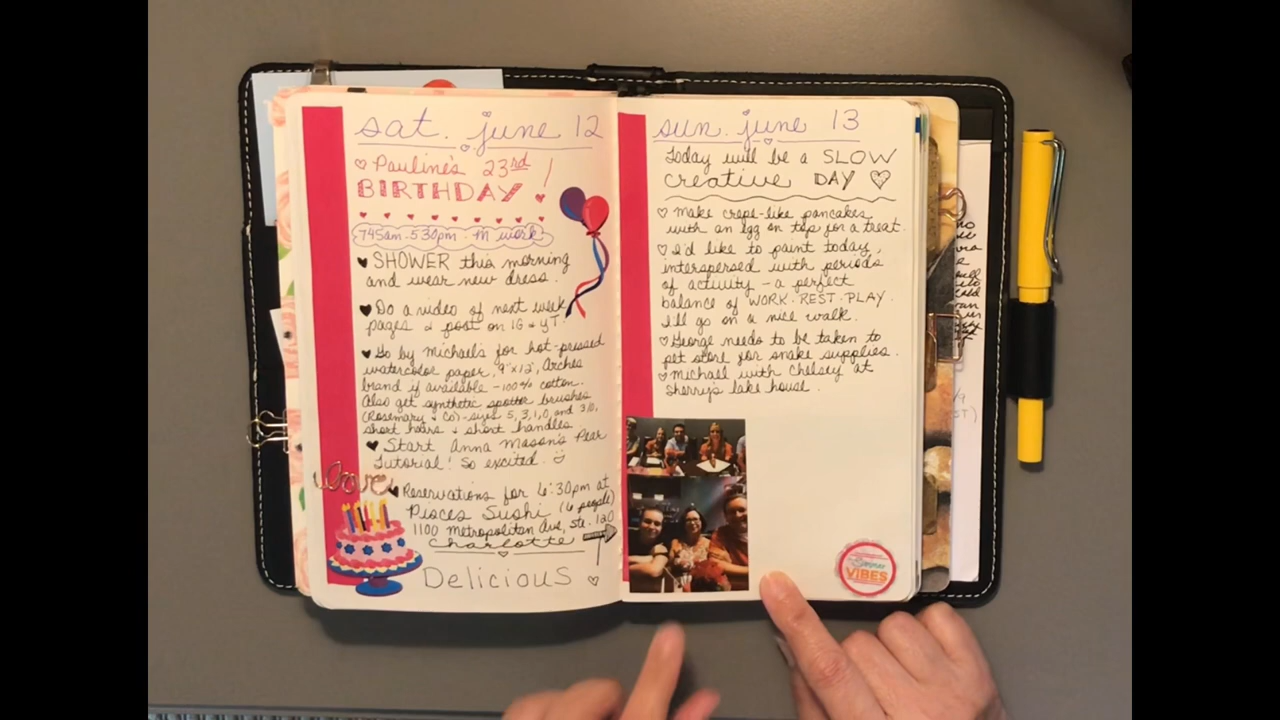 sat. june 12
Pauline's 23rd
BIRTHDAY!
745am - 530pm - M work
SHOWER this morning
and wear new dress.
Do a video of next week
pages & post on IG & YT.
Go by Michael's for hot-pressed
watercolor paper, 9"x12", Arches
brand if available - 100% cotton.
Also get synthetic spotter brushes
(Rosemary & Co) - sizes 5, 3, 1, 0, and 3/0,
short hairs & short handles
Start Anna Mason's Pear
Tutorial! So excited.
love
Reservations for 6:30pm at
Pisces Sushi (6 people)
1100 Metropolitan Ave, Ste. 120
Charlotte
Delicious
sun. june 13
Today will be a SLOW
creative DAY
Make crepe-like pancakes
with an egg on top for a treat.
I'd like to paint today,
interspersed with periods
of activity - a perfect
balance of WORK. REST. PLAY.
I'll go on a nice walk.
George needs to be taken to
pet store for snake supplies.
Michael with Chelsey at
Sherry's lake house.
Summer
VIBES